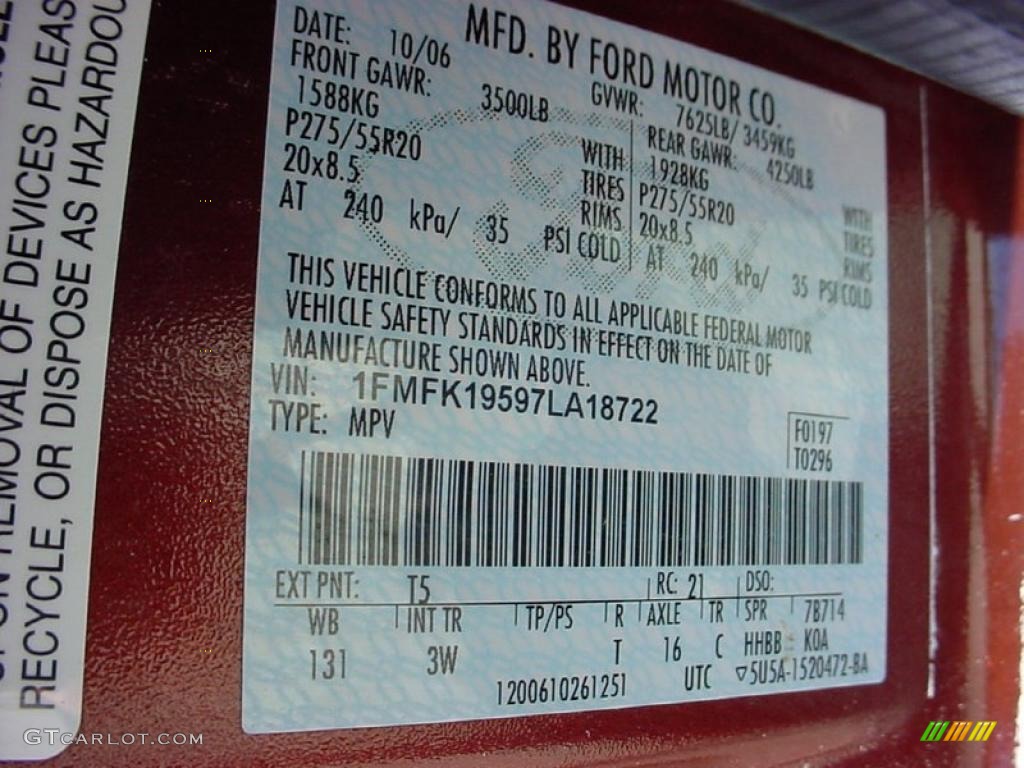 OVAL OF DEVICES PLEAS
RECYCLE, OR DISPOSE AS HAZARDOU
MFD. BY FORD MOTOR CO.
DATE: 10/06 GVWR: 7625LB/ 3459KG
FRONT GAWR: 3500LB REAR GAWR: 4250LB
1588KG WITH 1928KG WITH
P275/55R20 TIRES P275/55R20 TIRES
20x8.5 RIMS 20x8.5 RIMS
AT 240 kPa/ 35 PSI COLD AT 240 kPa/ 35 PSI COLD
THIS VEHICLE CONFORMS TO ALL APPLICABLE FEDERAL MOTOR
VEHICLE SAFETY STANDARDS IN EFFECT ON THE DATE OF
MANUFACTURE SHOWN ABOVE.
VIN: 1FMFK19597LA18722
TYPE: MPV
F0197
T0296
EXT PNT: T5 RC: 21 DSO:
WB INT TR TP/PS R AXLE TR SPR 7B714
131 3W T 16 C HHBB KOA
1200610261251 UTC ▽5U5A-1520472-BA
GTCARLOT.COM